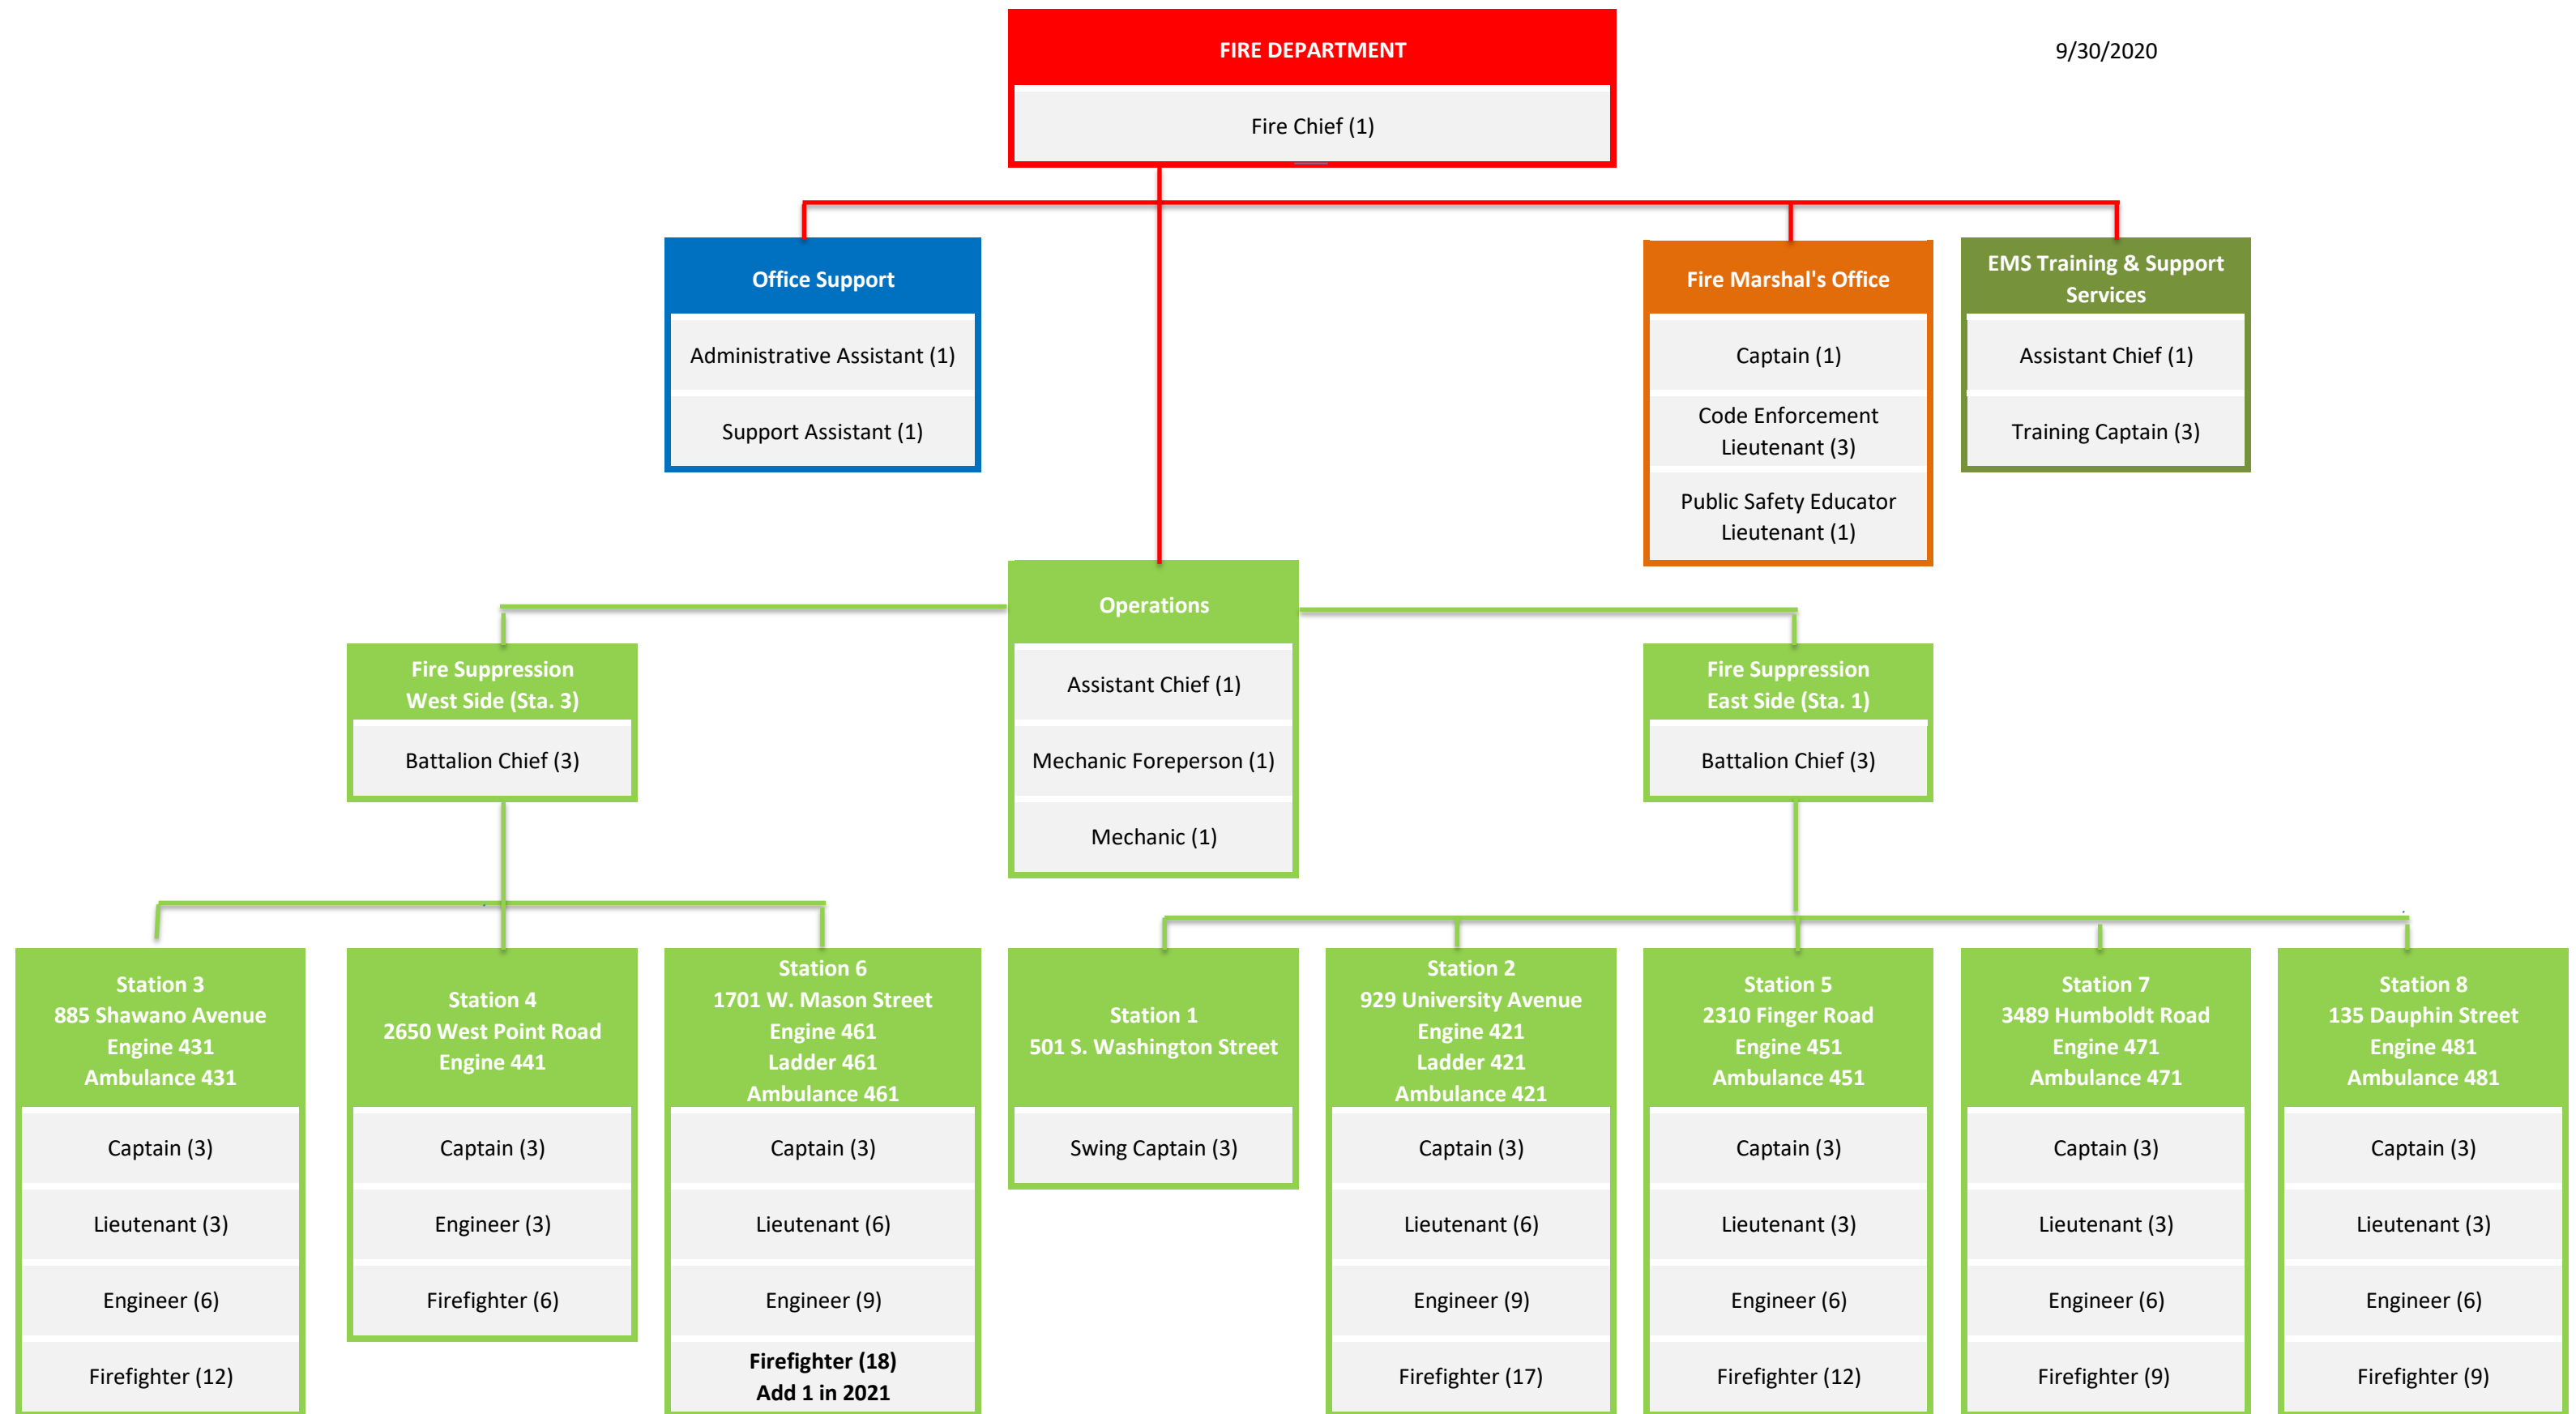 FIRE DEPARTMENT
9/30/2020
Fire Chief (1)
Office Support
Administrative Assistant (1)
Support Assistant (1)
Fire Marshal's Office
Captain (1)
Code Enforcement
Lieutenant (3)
Public Safety Educator
Lieutenant (1)
EMS Training & Support
Services
Assistant Chief (1)
Training Captain (3)
Operations
Assistant Chief (1)
Mechanic Foreperson (1)
Mechanic (1)
Fire Suppression
West Side (Sta. 3)
Battalion Chief (3)
Fire Suppression
East Side (Sta. 1)
Battalion Chief (3)
Station 3
885 Shawano Avenue
Engine 431
Ambulance 431
Captain (3)
Lieutenant (3)
Engineer (6)
Firefighter (12)
Station 4
2650 West Point Road
Engine 441
Captain (3)
Engineer (3)
Firefighter (6)
Station 6
1701 W. Mason Street
Engine 461
Ladder 461
Ambulance 461
Captain (3)
Lieutenant (6)
Engineer (9)
Firefighter (18)
Add 1 in 2021
Station 1
501 S. Washington Street
Swing Captain (3)
Station 2
929 University Avenue
Engine 421
Ladder 421
Ambulance 421
Captain (3)
Lieutenant (6)
Engineer (9)
Firefighter (17)
Station 5
2310 Finger Road
Engine 451
Ambulance 451
Captain (3)
Lieutenant (3)
Engineer (6)
Firefighter (12)
Station 7
3489 Humboldt Road
Engine 471
Ambulance 471
Captain (3)
Lieutenant (3)
Engineer (6)
Firefighter (9)
Station 8
135 Dauphin Street
Engine 481
Ambulance 481
Captain (3)
Lieutenant (3)
Engineer (6)
Firefighter (9)